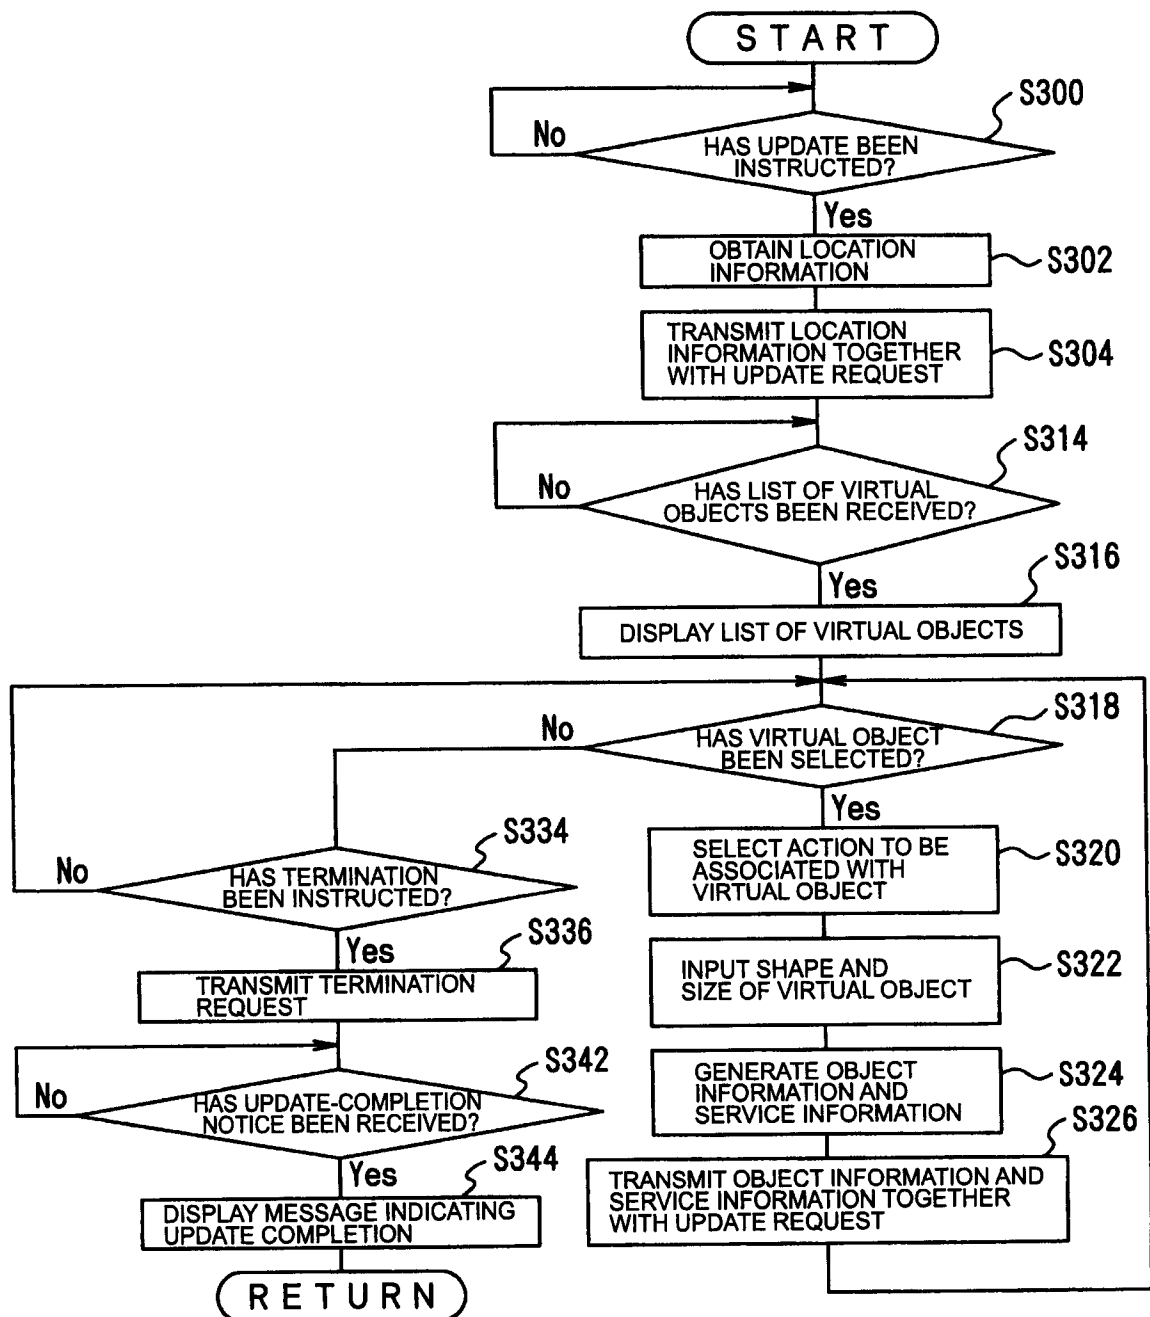 START
S300
No
HAS UPDATE BEEN
INSTRUCTED?
Yes
OBTAIN LOCATION
INFORMATION
S302
TRANSMIT LOCATION
INFORMATION TOGETHER
WITH UPDATE REQUEST
S304
S314
No
HAS LIST OF VIRTUAL
OBJECTS BEEN RECEIVED?
Yes
S316
DISPLAY LIST OF VIRTUAL OBJECTS
S318
No
HAS VIRTUAL OBJECT
BEEN SELECTED?
Yes
S334
No
HAS TERMINATION
BEEN INSTRUCTED?
Yes
S336
TRANSMIT TERMINATION
REQUEST
S342
No
HAS UPDATE-COMPLETION
NOTICE BEEN RECEIVED?
Yes
S344
DISPLAY MESSAGE INDICATING
UPDATE COMPLETION
RETURN
SELECT ACTION TO BE
ASSOCIATED WITH
VIRTUAL OBJECT
S320
INPUT SHAPE AND
SIZE OF VIRTUAL OBJECT
S322
GENERATE OBJECT
INFORMATION AND
SERVICE INFORMATION
S324
S326
TRANSMIT OBJECT INFORMATION AND
SERVICE INFORMATION TOGETHER
WITH UPDATE REQUEST